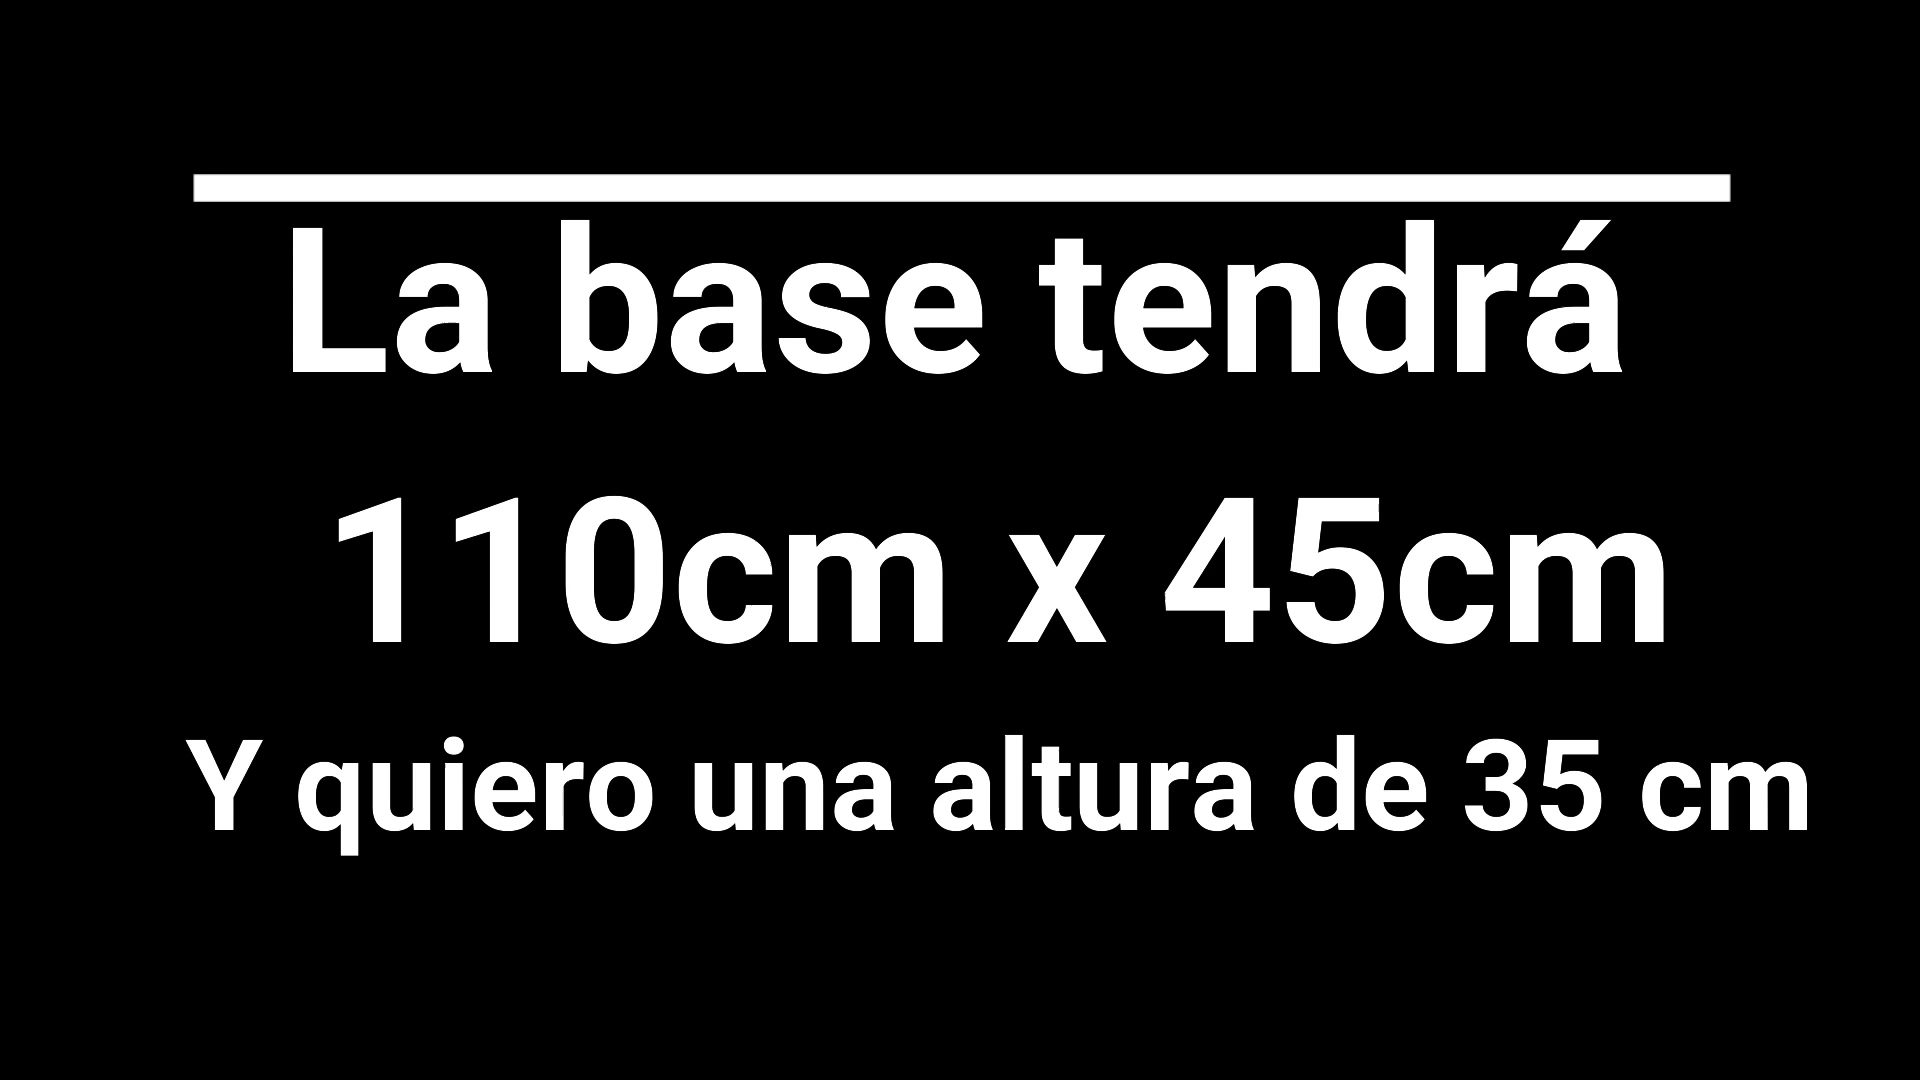 La base tendrá
110cm x 45cm
Y quiero una altura de 35 cm